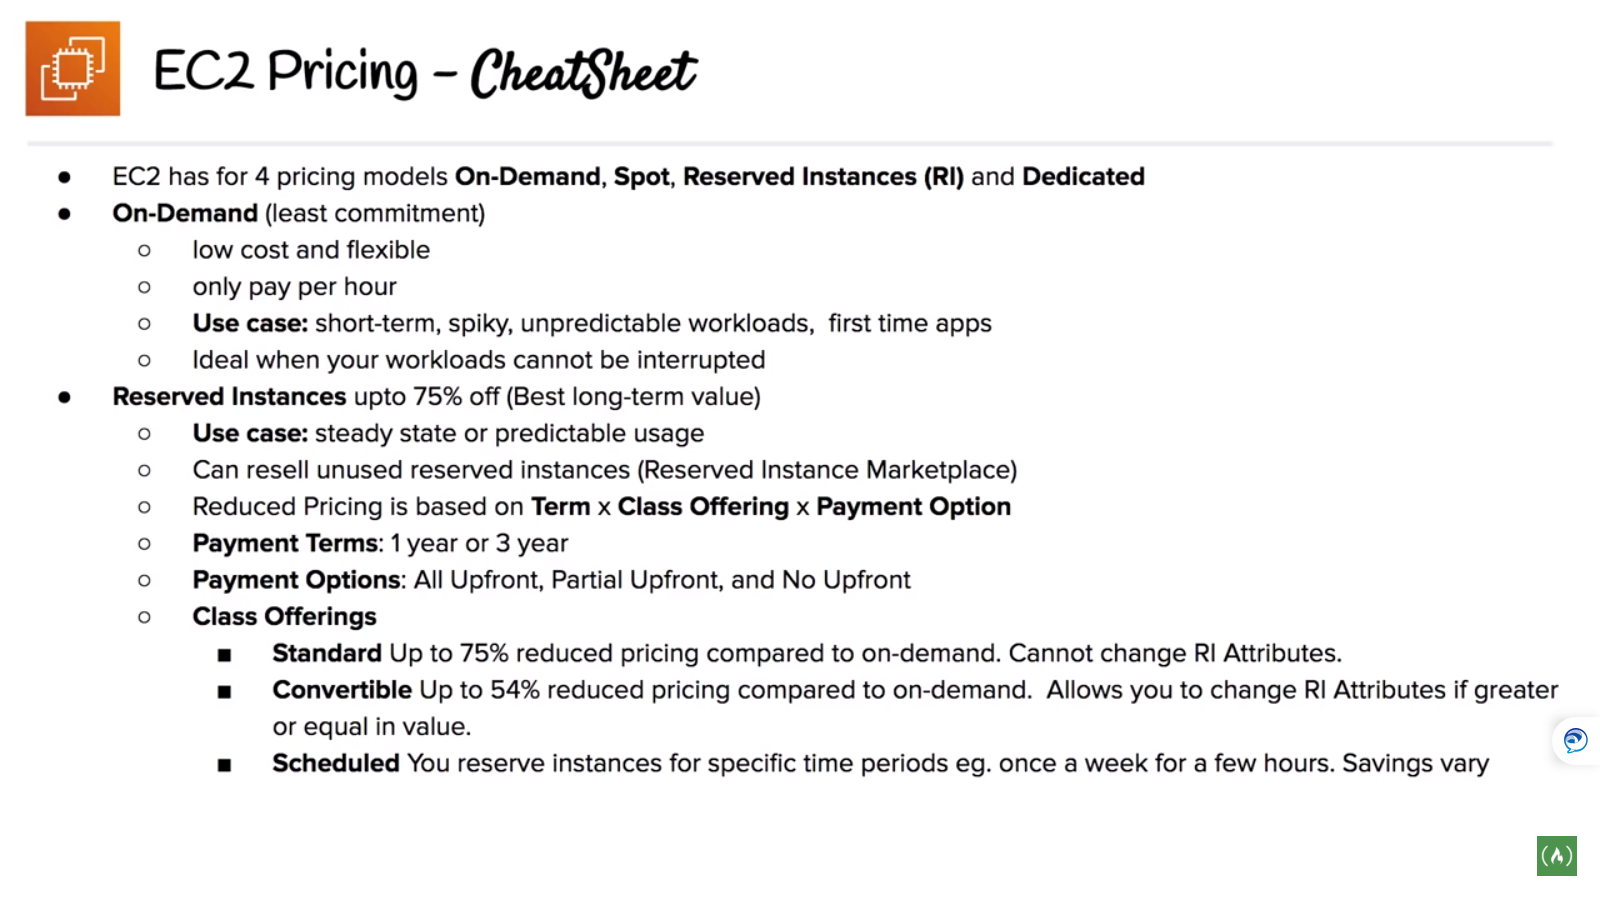 EC2 Pricing – CheatSheet
● EC2 has for 4 pricing models On-Demand, Spot, Reserved Instances (RI) and Dedicated
● On-Demand (least commitment)
○ low cost and flexible
○ only pay per hour
○ Use case: short-term, spiky, unpredictable workloads,  first time apps
○ Ideal when your workloads cannot be interrupted
● Reserved Instances upto 75% off (Best long-term value)
○ Use case: steady state or predictable usage
○ Can resell unused reserved instances (Reserved Instance Marketplace)
○ Reduced Pricing is based on Term x Class Offering x Payment Option
○ Payment Terms: 1 year or 3 year
○ Payment Options: All Upfront, Partial Upfront, and No Upfront
○ Class Offerings
■ Standard Up to 75% reduced pricing compared to on-demand. Cannot change RI Attributes.
■ Convertible Up to 54% reduced pricing compared to on-demand.  Allows you to change RI Attributes if greater
or equal in value.
■ Scheduled You reserve instances for specific time periods eg. once a week for a few hours. Savings vary